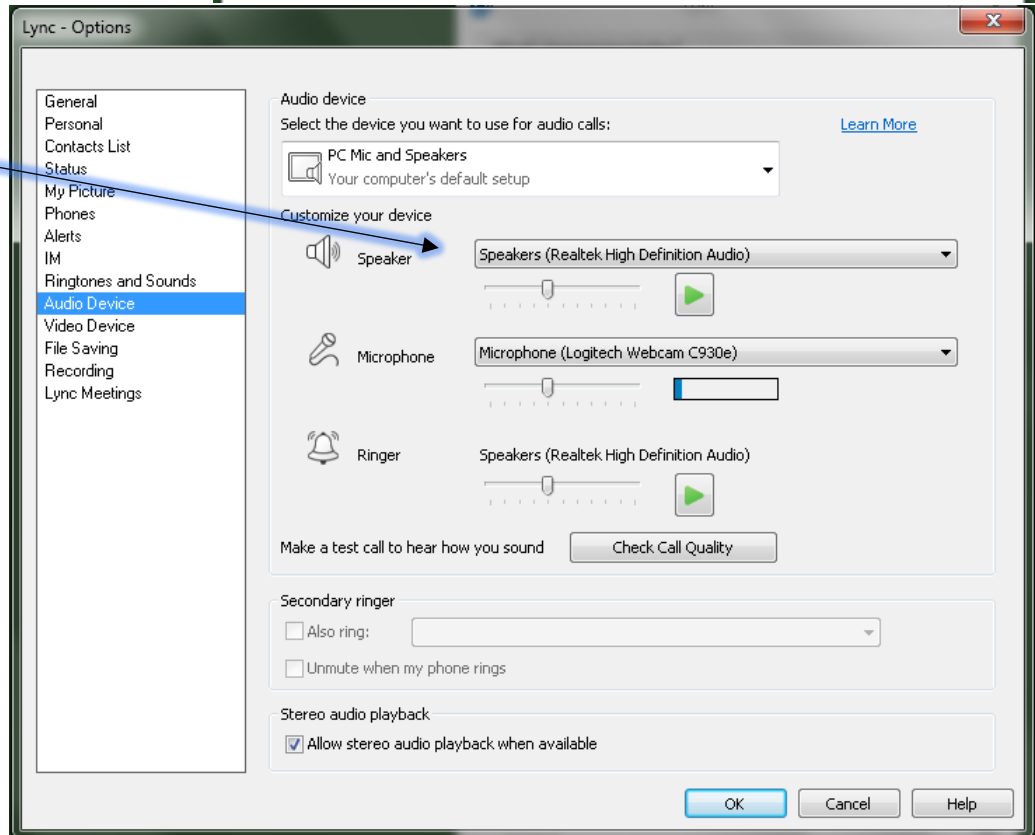 Lync - Options
General
Personal
Contacts List
Status
My Picture
Phones
Alerts
IM
Ringtones and Sounds
Audio Device
Video Device
File Saving
Recording
Lync Meetings
Audio device
Select the device you want to use for audio calls:
Learn More
PC Mic and Speakers
Your computer's default setup
Customize your device
Speaker
Speakers (Realtek High Definition Audio)
Microphone
Microphone (Logitech Webcam C930e)
Ringer
Speakers (Realtek High Definition Audio)
Make a test call to hear how you sound
Check Call Quality
Secondary ringer
Also ring:
Unmute when my phone rings
Stereo audio playback
Allow stereo audio playback when available
OK
Cancel
Help